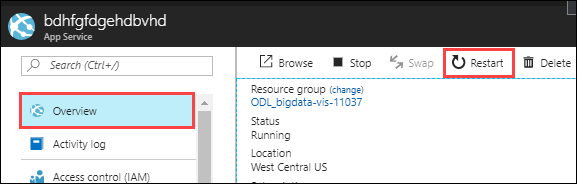 bdhfgfdgehdbvhd
App Service
Search (Ctrl+/)
Overview
Activity log
Access control (IAM)
Browse
Stop
Swap
Restart
Delete
Resource group (change)
ODL_bigdata-vis-11037
Status
Running
Location
West Central US